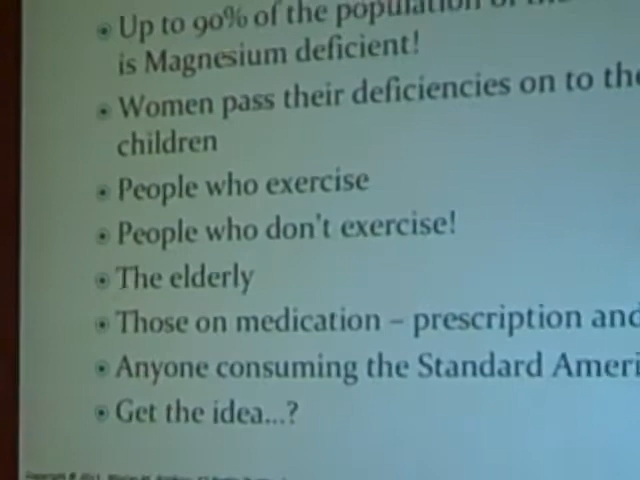 Up to 90% of the population of
is Magnesium deficient!
Women pass their deficiencies on to the
children
People who exercise
People who don't exercise!
The elderly
Those on medication – prescription and
Anyone consuming the Standard Ameri
Get the idea...?